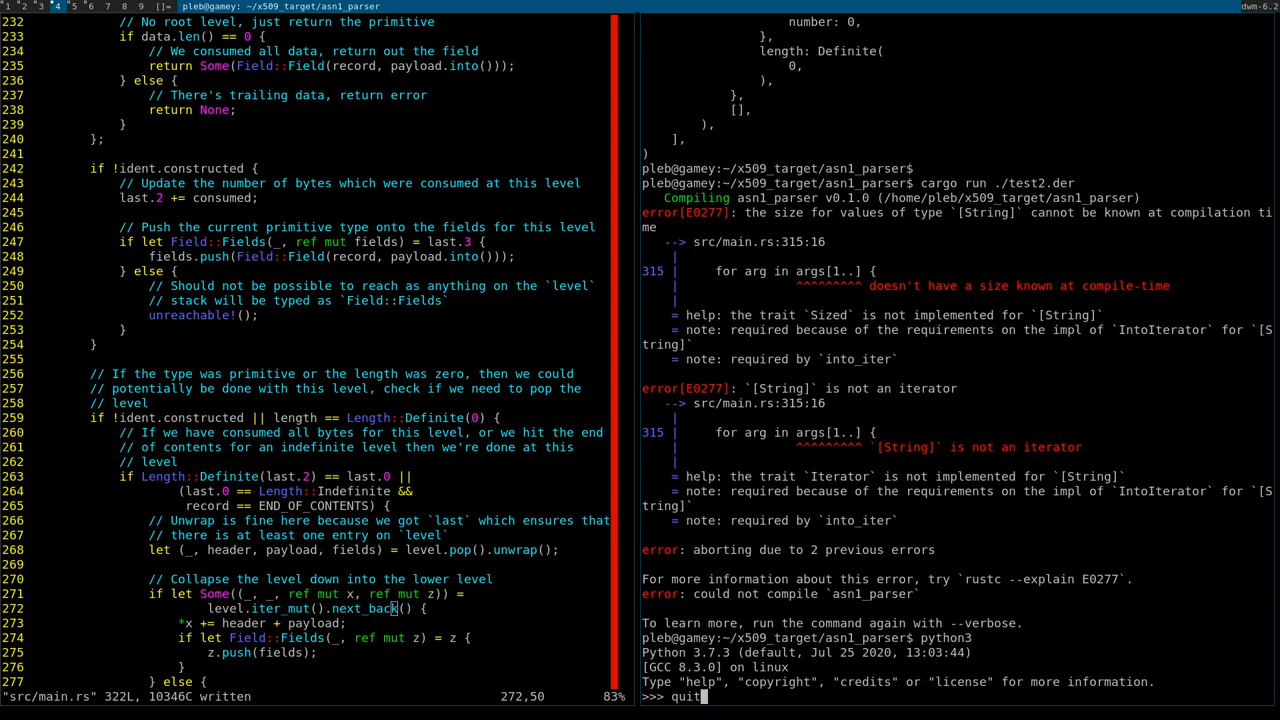 1 2 3 4 5 6 7 8 9 []= pleb@gamey: ~/x509_target/asn1_parser dwm-6.2
232             // No root level, just return the primitive
233             if data.len() == 0 {
234                 // We consumed all data, return out the field
235                 return Some(Field::Field(record, payload.into()));
236             } else {
237                 // There's trailing data, return error
238                 return None;
239             }
240         };
241
242         if !ident.constructed {
243             // Update the number of bytes which were consumed at this level
244             last.2 += consumed;
245
246             // Push the current primitive type onto the fields for this level
247             if let Field::Fields(_, ref mut fields) = last.3 {
248                 fields.push(Field::Field(record, payload.into()));
249             } else {
250                 // Should not be possible to reach as anything on the `level`
251                 // stack will be typed as `Field::Fields`
252                 unreachable!();
253             }
254         }
255
256         // If the type was primitive or the length was zero, then we could
257         // potentially be done with this level, check if we need to pop the
258         // level
259         if !ident.constructed || length == Length::Definite(0) {
260             // If we have consumed all bytes for this level, or we hit the end
261             // of contents for an indefinite level then we're done at this
262             // level
263             if Length::Definite(last.2) == last.0 ||
264                     (last.0 == Length::Indefinite &&
265                      record == END_OF_CONTENTS) {
266                 // Unwrap is fine here because we got `last` which ensures that
267                 // there is at least one entry on `level`
268                 let (_, header, payload, fields) = level.pop().unwrap();
269
270                 // Collapse the level down into the lower level
271                 if let Some((_, _, ref mut x, ref mut z)) =
272                         level.iter_mut().next_back() {
273                     *x += header + payload;
274                     if let Field::Fields(_, ref mut z) = z {
275                         z.push(fields);
276                     }
277                 } else {
"src/main.rs" 322L, 10346C written 272,50 83%
                    number: 0,
                },
                length: Definite(
                    0,
                ),
            },
            [],
        ),
    ],
)
pleb@gamey:~/x509_target/asn1_parser$
pleb@gamey:~/x509_target/asn1_parser$ cargo run ./test2.der
   Compiling asn1_parser v0.1.0 (/home/pleb/x509_target/asn1_parser)
error[E0277]: the size for values of type `[String]` cannot be known at compilation ti
me
   --> src/main.rs:315:16
    |
315 |     for arg in args[1..] {
    |                ^^^^^^^^^ doesn't have a size known at compile-time
    |
    = help: the trait `Sized` is not implemented for `[String]`
    = note: required because of the requirements on the impl of `IntoIterator` for `[S
tring]`
    = note: required by `into_iter`

error[E0277]: `[String]` is not an iterator
   --> src/main.rs:315:16
    |
315 |     for arg in args[1..] {
    |                ^^^^^^^^^ `[String]` is not an iterator
    |
    = help: the trait `Iterator` is not implemented for `[String]`
    = note: required because of the requirements on the impl of `IntoIterator` for `[S
tring]`
    = note: required by `into_iter`

error: aborting due to 2 previous errors

For more information about this error, try `rustc --explain E0277`.
error: could not compile `asn1_parser`

To learn more, run the command again with --verbose.
pleb@gamey:~/x509_target/asn1_parser$ python3
Python 3.7.3 (default, Jul 25 2020, 13:03:44)
[GCC 8.3.0] on linux
Type "help", "copyright", "credits" or "license" for more information.
>>> quit